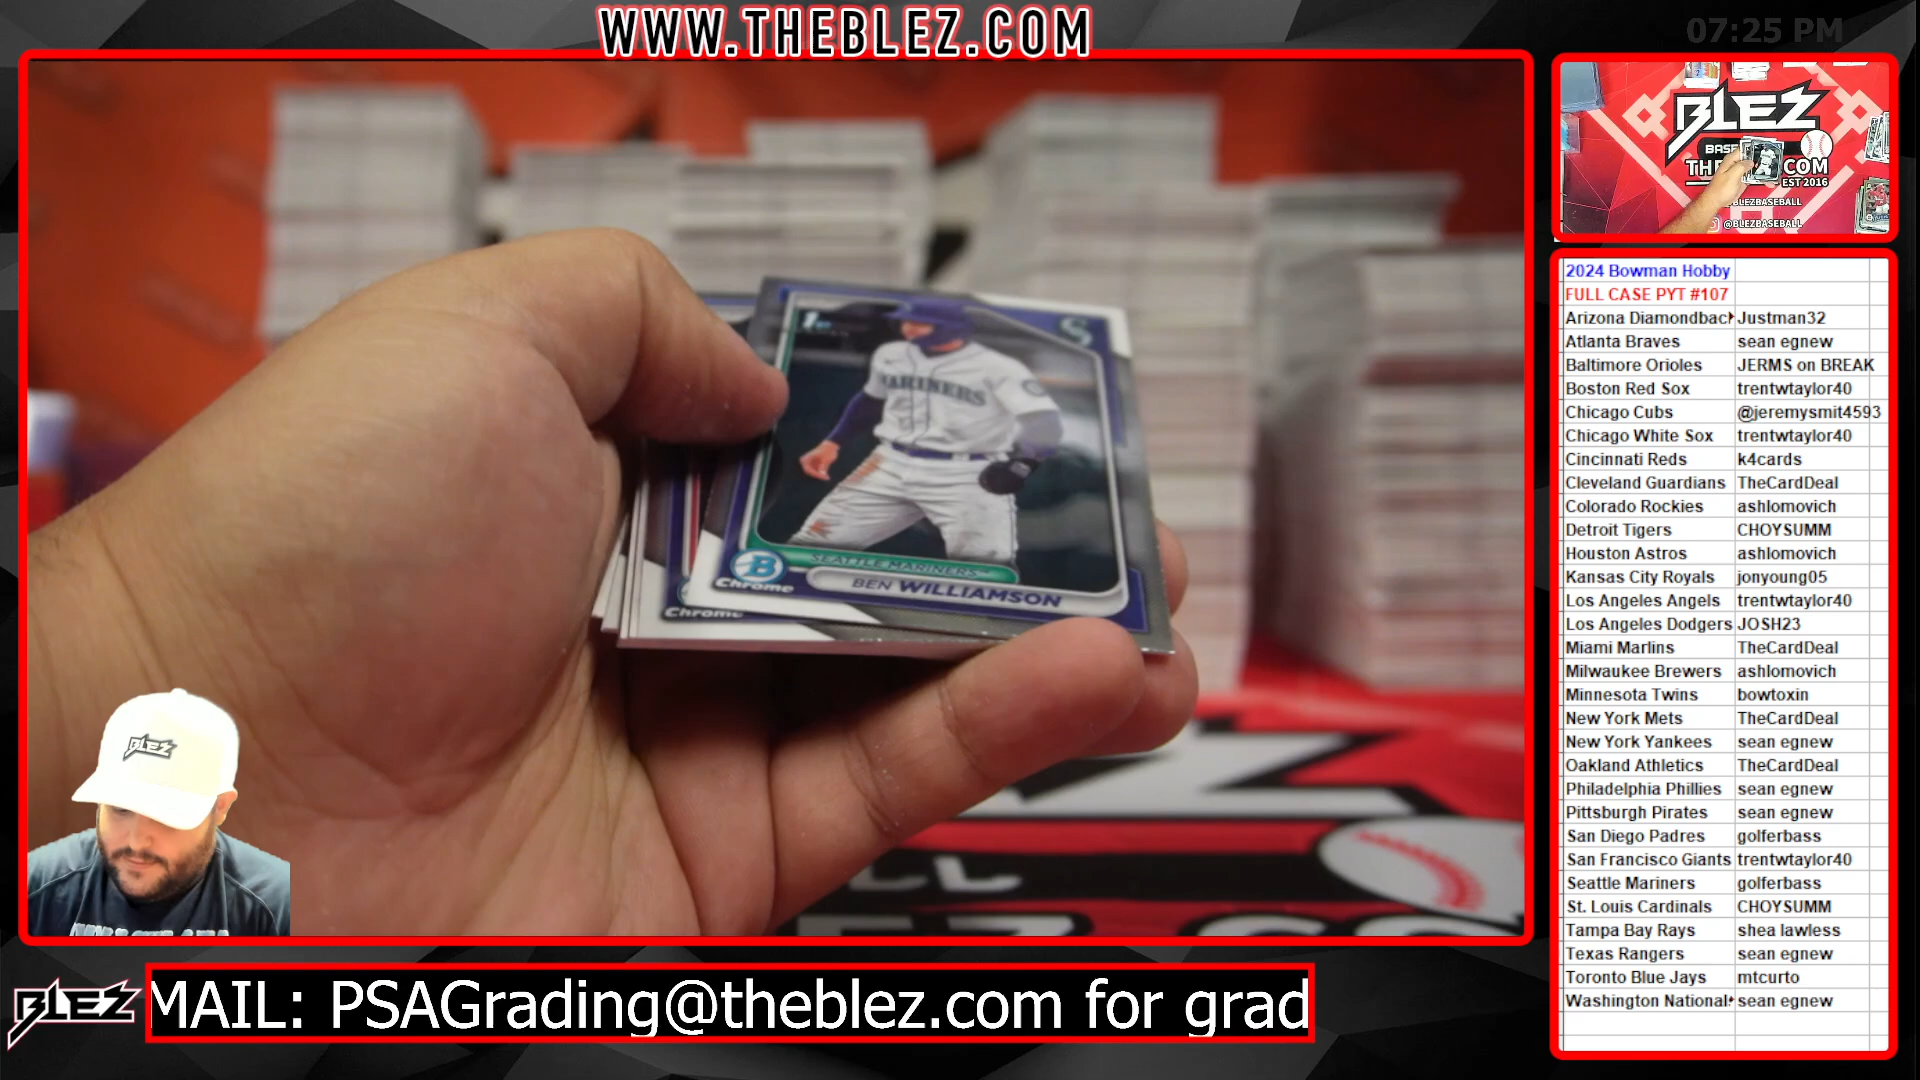 WWW.THEBLEZ.COM
07:25 PM
BLEZ
COM
EST 2016
@BLEZBASEBALL
MARINERS
1st
S
SEATTLE MARINERS
BEN WILLIAMSON
B
Chrome
Chrome
BLEZ
2024 Bowman Hobby
FULL CASE PYT #107
Arizona Diamondback Justman32
Atlanta Braves sean egnew
Baltimore Orioles JERMS on BREAK
Boston Red Sox trentwtaylor40
Chicago Cubs @jeremysmit4593
Chicago White Sox trentwtaylor40
Cincinnati Reds k4cards
Cleveland Guardians TheCardDeal
Colorado Rockies ashlomovich
Detroit Tigers CHOYSUMM
Houston Astros ashlomovich
Kansas City Royals jonyoung05
Los Angeles Angels trentwtaylor40
Los Angeles Dodgers JOSH23
Miami Marlins TheCardDeal
Milwaukee Brewers ashlomovich
Minnesota Twins bowtoxin
New York Mets TheCardDeal
New York Yankees sean egnew
Oakland Athletics TheCardDeal
Philadelphia Phillies sean egnew
Pittsburgh Pirates sean egnew
San Diego Padres golferbass
San Francisco Giants trentwtaylor40
Seattle Mariners golferbass
St. Louis Cardinals CHOYSUMM
Tampa Bay Rays shea lawless
Texas Rangers sean egnew
Toronto Blue Jays mtcurto
Washington National sean egnew
BLEZ
MAIL: PSAGrading@theblez.com for grad